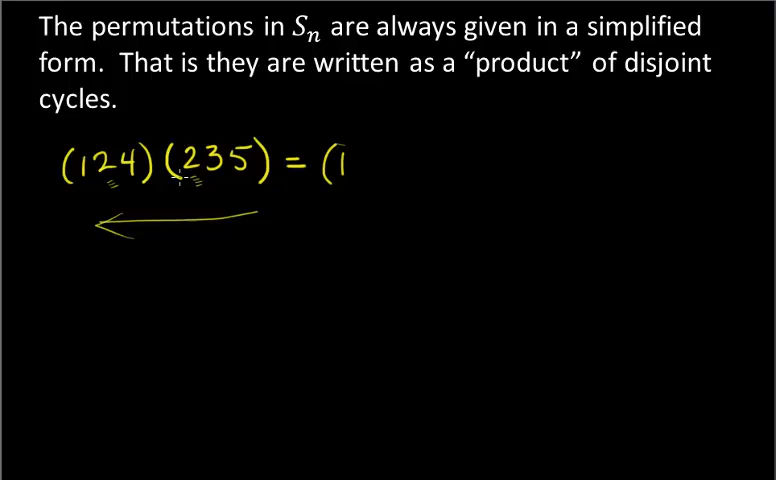 The permutations in Sₙ are always given in a simplified
form. That is they are written as a “product” of disjoint
cycles.
(124)(235) = (1